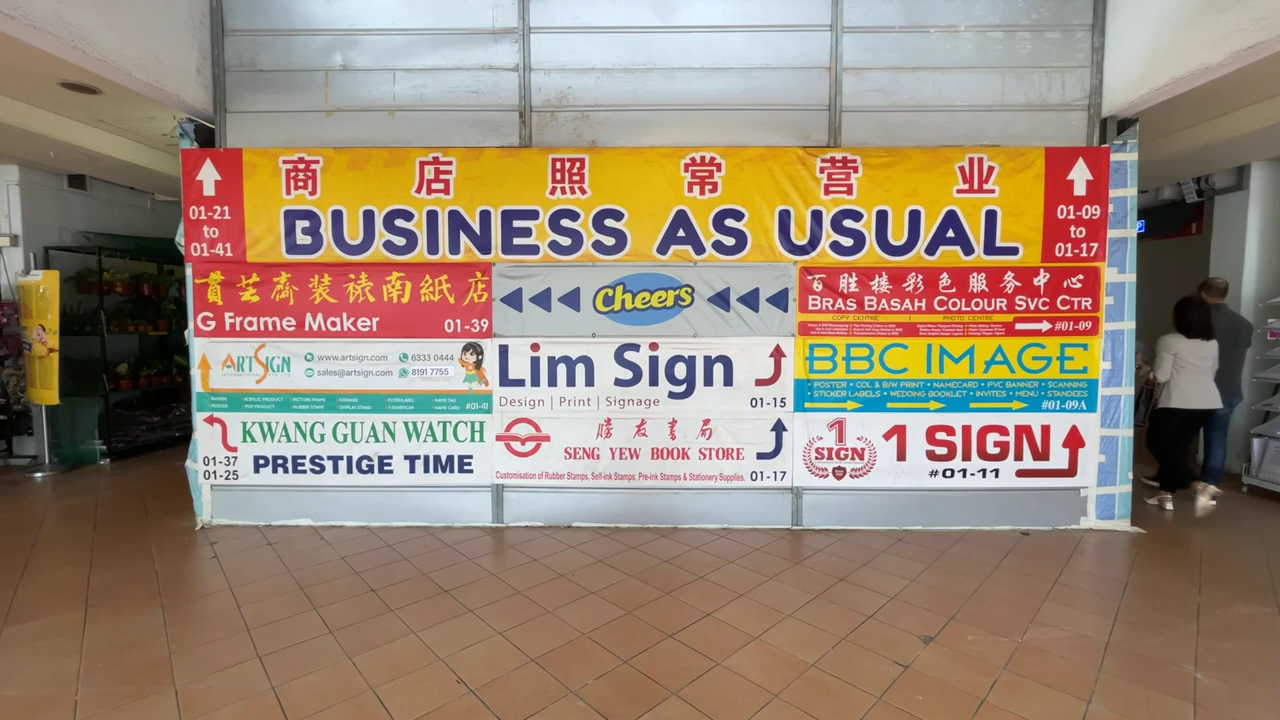 商店照常营业
BUSINESS AS USUAL
01-21
to
01-41
01-09
to
01-17
貫芝齋装裱南紙店
G Frame Maker
01-39
Cheers
百胜楼彩色服务中心
BRAS BASAH COLOUR SVC CTR
COPY CENTRE
PHOTO CENTRE
#01-09
ARTSIGN
www.artsign.com
6333 0444
sales@artsign.com
8191 7755
#01-41
Lim Sign
Design | Print | Signage
01-15
BBC IMAGE
POSTER • COL & B/W PRINT • NAMECARD • PVC BANNER • SCANNING
• STICKER LABELS • WEDDING BOOKLET • INVITES • MENU • STANDEES
#01-09A
KWANG GUAN WATCH
PRESTIGE TIME
01-37
01-25
勝友書局
SENG YEW BOOK STORE
Customisation of Rubber Stamps, Self-ink Stamps, Pre-ink Stamps & Stationery Supplies.
01-17
1
SIGN
1 SIGN
#01-11